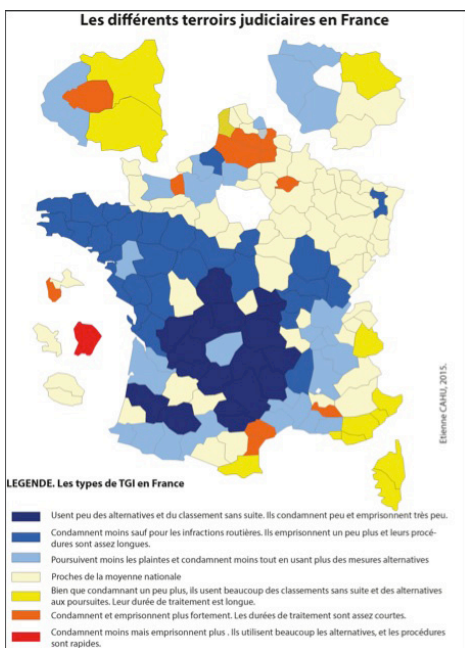 Les différents terroirs judiciaires en France
Etienne CAHU, 2015.
LEGENDE. Les types de TGI en France
Usent peu des alternatives et du classement sans suite. Ils condamnent peu et emprisonnent très peu.
Condamnent moins sauf pour les infractions routières. Ils emprisonnent un peu plus et leurs procé-
dures sont assez longues.
Poursuivent moins les plaintes et condamnent moins tout en usant plus des mesures alternatives
Proches de la moyenne nationale
Bien que condamnant un peu plus, ils usent beaucoup des classements sans suite et des alternatives
aux poursuites. Leur durée de traitement est longue.
Condamnent et emprisonnent plus fortement. Les durées de traitement sont assez courtes.
Condamnent moins mais emprisonnent plus . Ils utilisent beaucoup les alternatives, et les procédures
sont rapides.